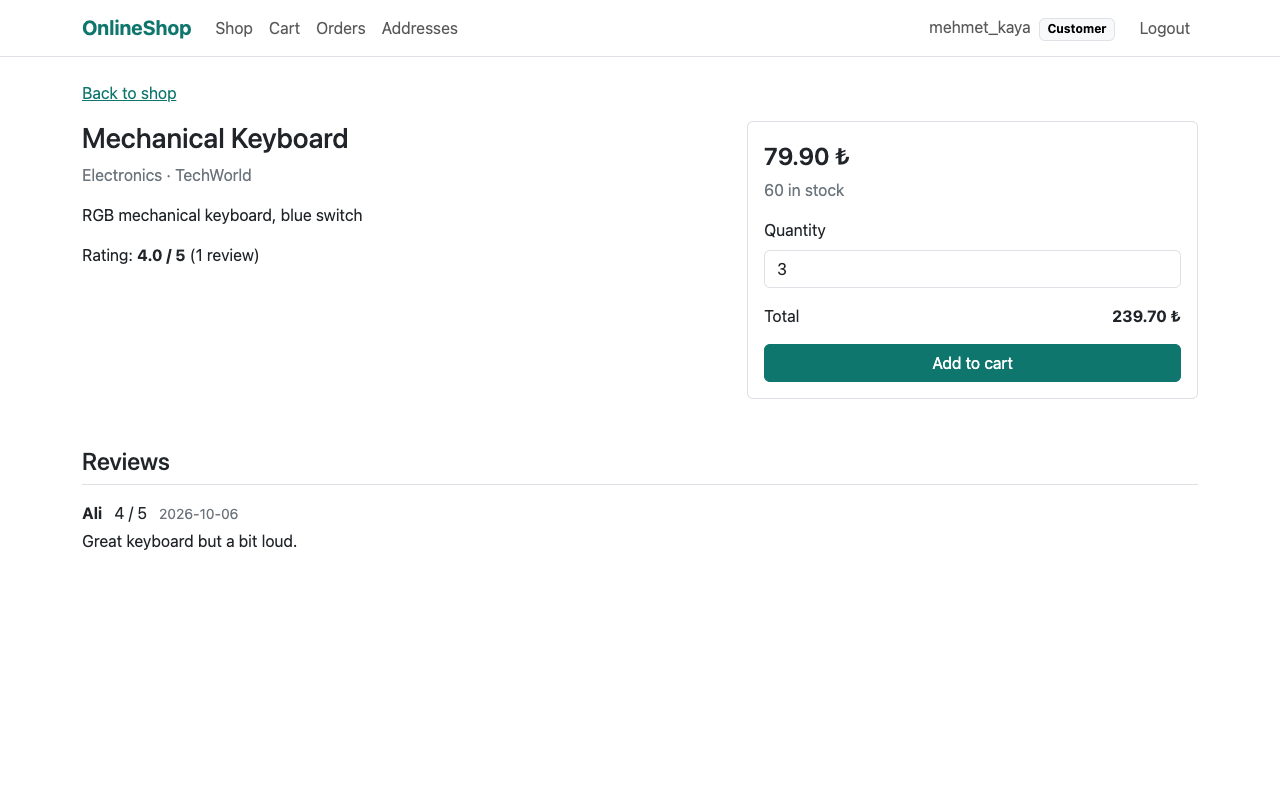 OnlineShop Shop Cart Orders Addresses mehmet_kaya Customer Logout
Back to shop
Mechanical Keyboard
Electronics · TechWorld
RGB mechanical keyboard, blue switch
Rating: 4.0 / 5 (1 review)
79.90 ₺
60 in stock
Quantity
3
Total 239.70 ₺
Add to cart
Reviews
Ali 4 / 5 2026-10-06
Great keyboard but a bit loud.